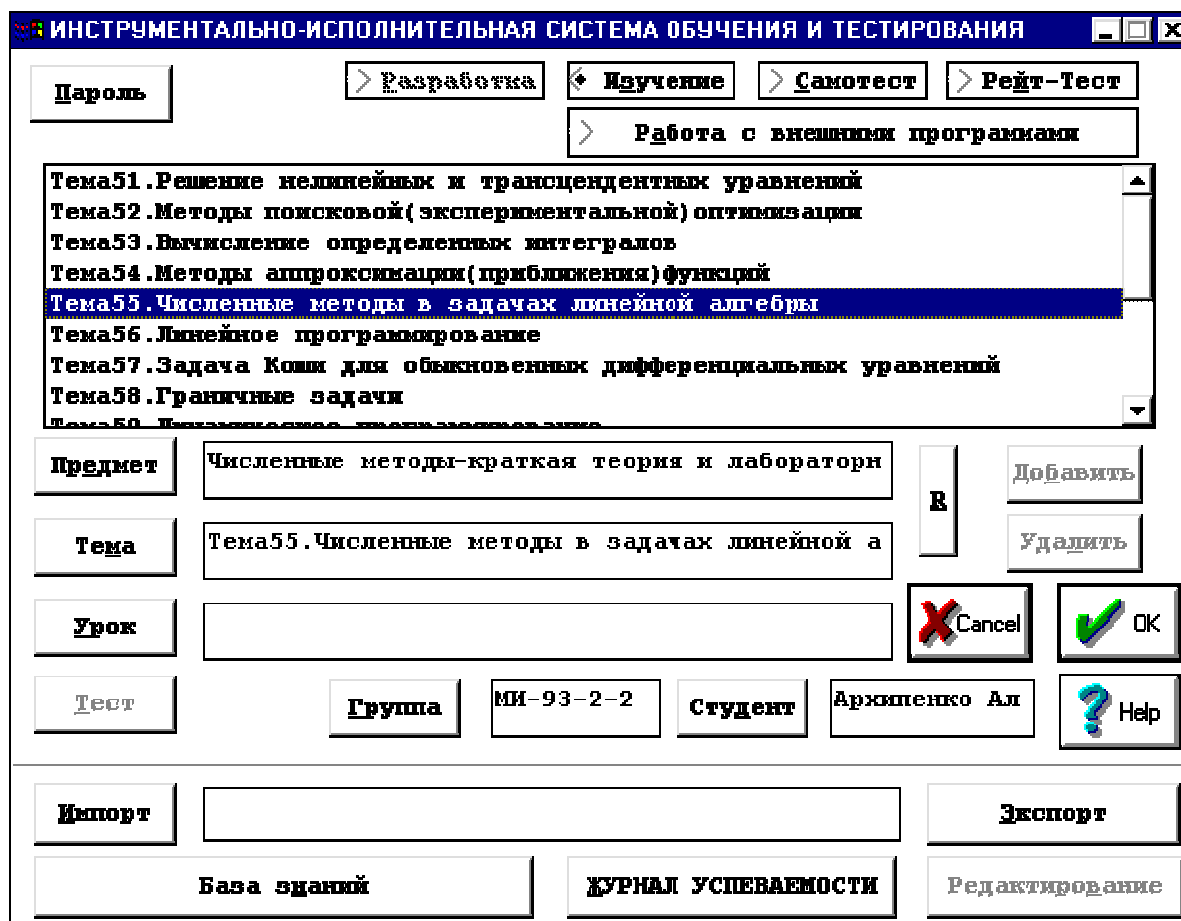 ИНСТРУМЕНТАЛЬНО-ИСПОЛНИТЕЛЬНАЯ СИСТЕМА ОБУЧЕНИЯ И ТЕСТИРОВАНИЯ
Пароль
Разработка
Изучение
Самотест
Рейт-Тест
Работа с внешними программами
Тема51.Решение нелинейных и трансцендентных уравнений
Тема52.Методы поисковой(экспериментальной)оптимизации
Тема53.Вычисление определенных интегралов
Тема54.Методы аппроксимации(приближения)функций
Тема55.Численные методы в задачах линейной алгебры
Тема56.Линейное программирование
Тема57.Задача Коши для обыкновенных дифференциальных уравнений
Тема58.Граничные задачи
Тема59.Динамическое программирование
Предмет
Численные методы-краткая теория и лабораторн
R
Добавить
Тема
Тема55.Численные методы в задачах линейной а
Удалить
Урок
Cancel
OK
Тест
Группа
МИ-93-2-2
Студент
Архипенко Ал
Help
Импорт
Экспорт
База знаний
ЖУРНАЛ УСПЕВАЕМОСТИ
Редактирование